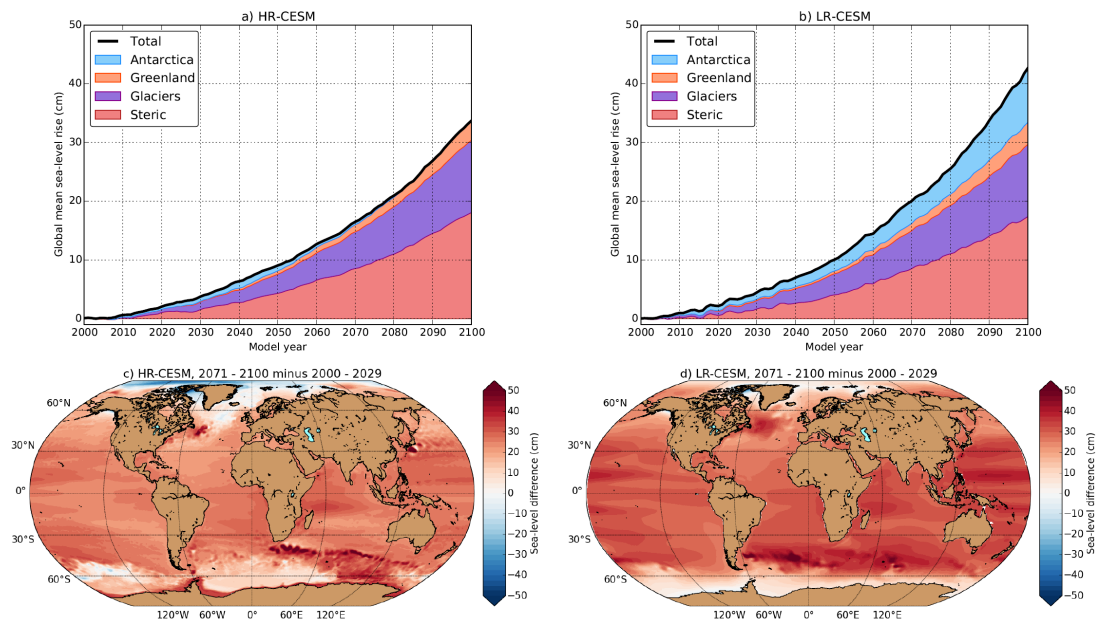 a) HR-CESM
50
40
30
20
10
0
Global mean sea-level rise (cm)
Total
Antarctica
Greenland
Glaciers
Steric
2000 2010 2020 2030 2040 2050 2060 2070 2080 2090 2100
Model year
b) LR-CESM
50
40
30
20
10
0
Global mean sea-level rise (cm)
Total
Antarctica
Greenland
Glaciers
Steric
2000 2010 2020 2030 2040 2050 2060 2070 2080 2090 2100
Model year
c) HR-CESM, 2071 - 2100 minus 2000 - 2029
60°N
30°N
0°
30°S
60°S
120°W 60°W 0° 60°E 120°E
50
40
30
20
10
0
−10
−20
−30
−40
−50
Sea-level difference (cm)
d) LR-CESM, 2071 - 2100 minus 2000 - 2029
60°N
30°N
0°
30°S
60°S
120°W 60°W 0° 60°E 120°E
50
40
30
20
10
0
−10
−20
−30
−40
−50
Sea-level difference (cm)